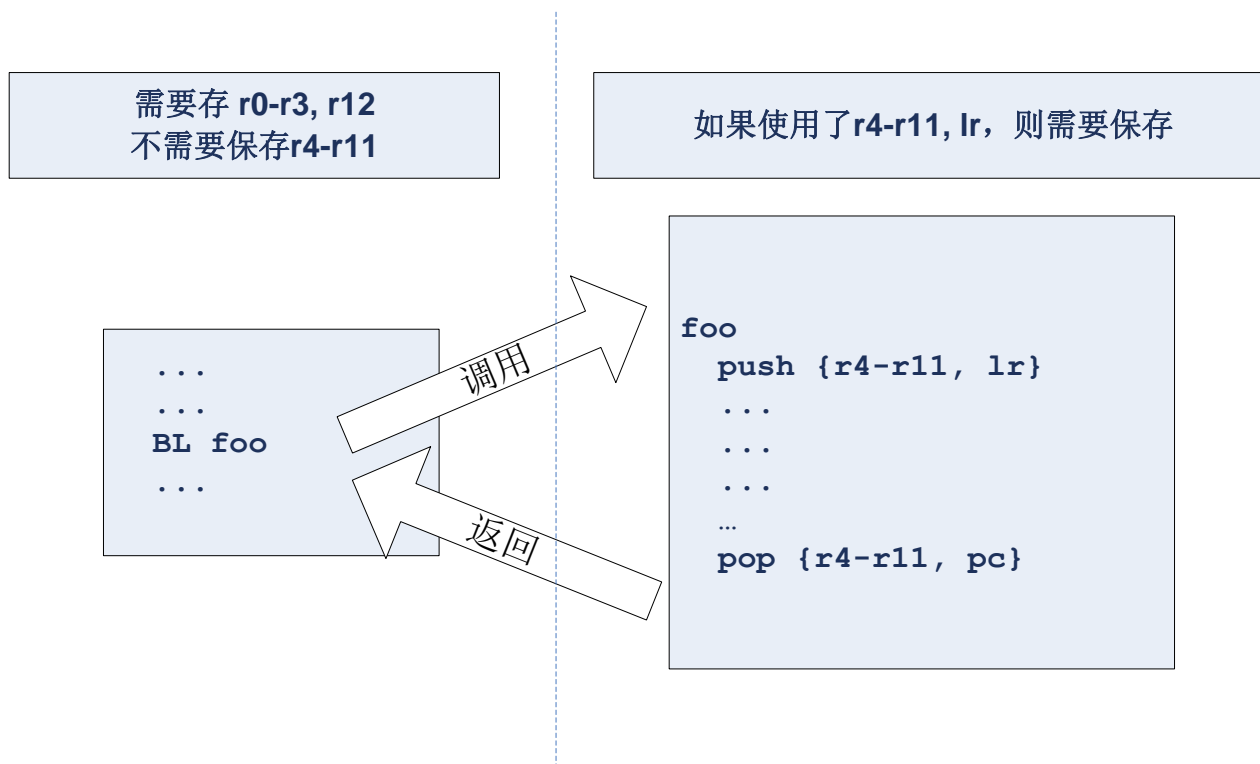 需要存 r0-r3, r12
不需要保存r4-r11
如果使用了r4-r11, lr，则需要保存
...
...
BL foo
...
调用
返回
foo
push {r4-r11, lr}
...
...
...
…
pop {r4-r11, pc}